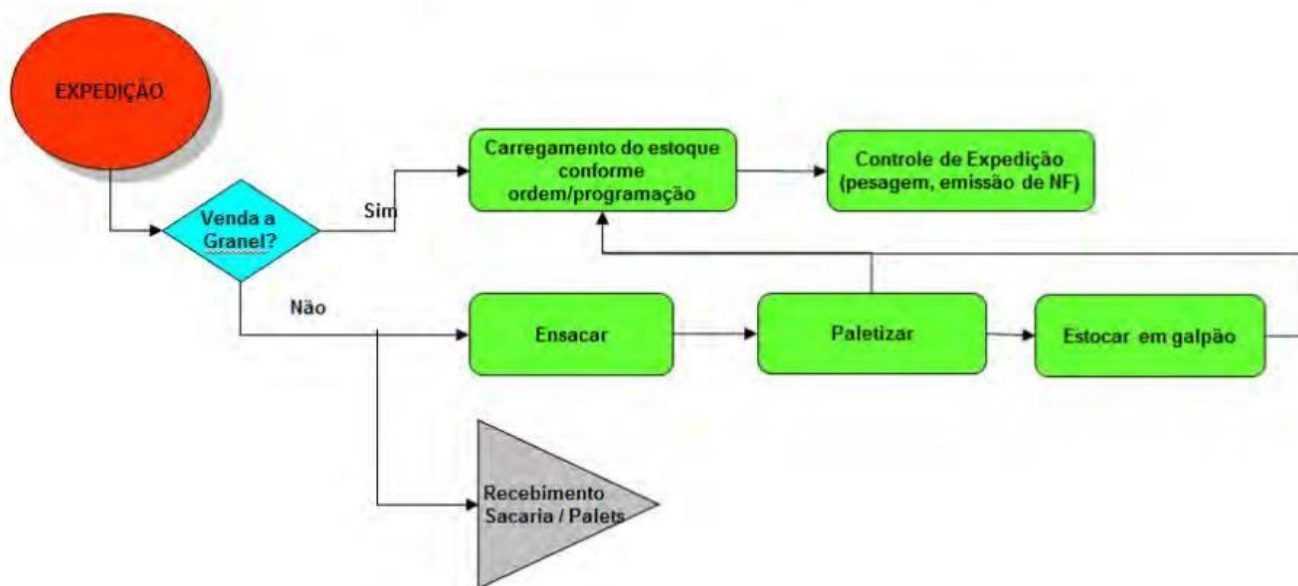 EXPEDIÇÃO
Carregamento do estoque
conforme
ordem/programação
Controle de Expedição
(pesagem, emissão de NF)
Venda a
Granel?
Sim
Não
Ensacar
Paletizar
Estocar em galpão
Recebimento
Sacaria / Palets